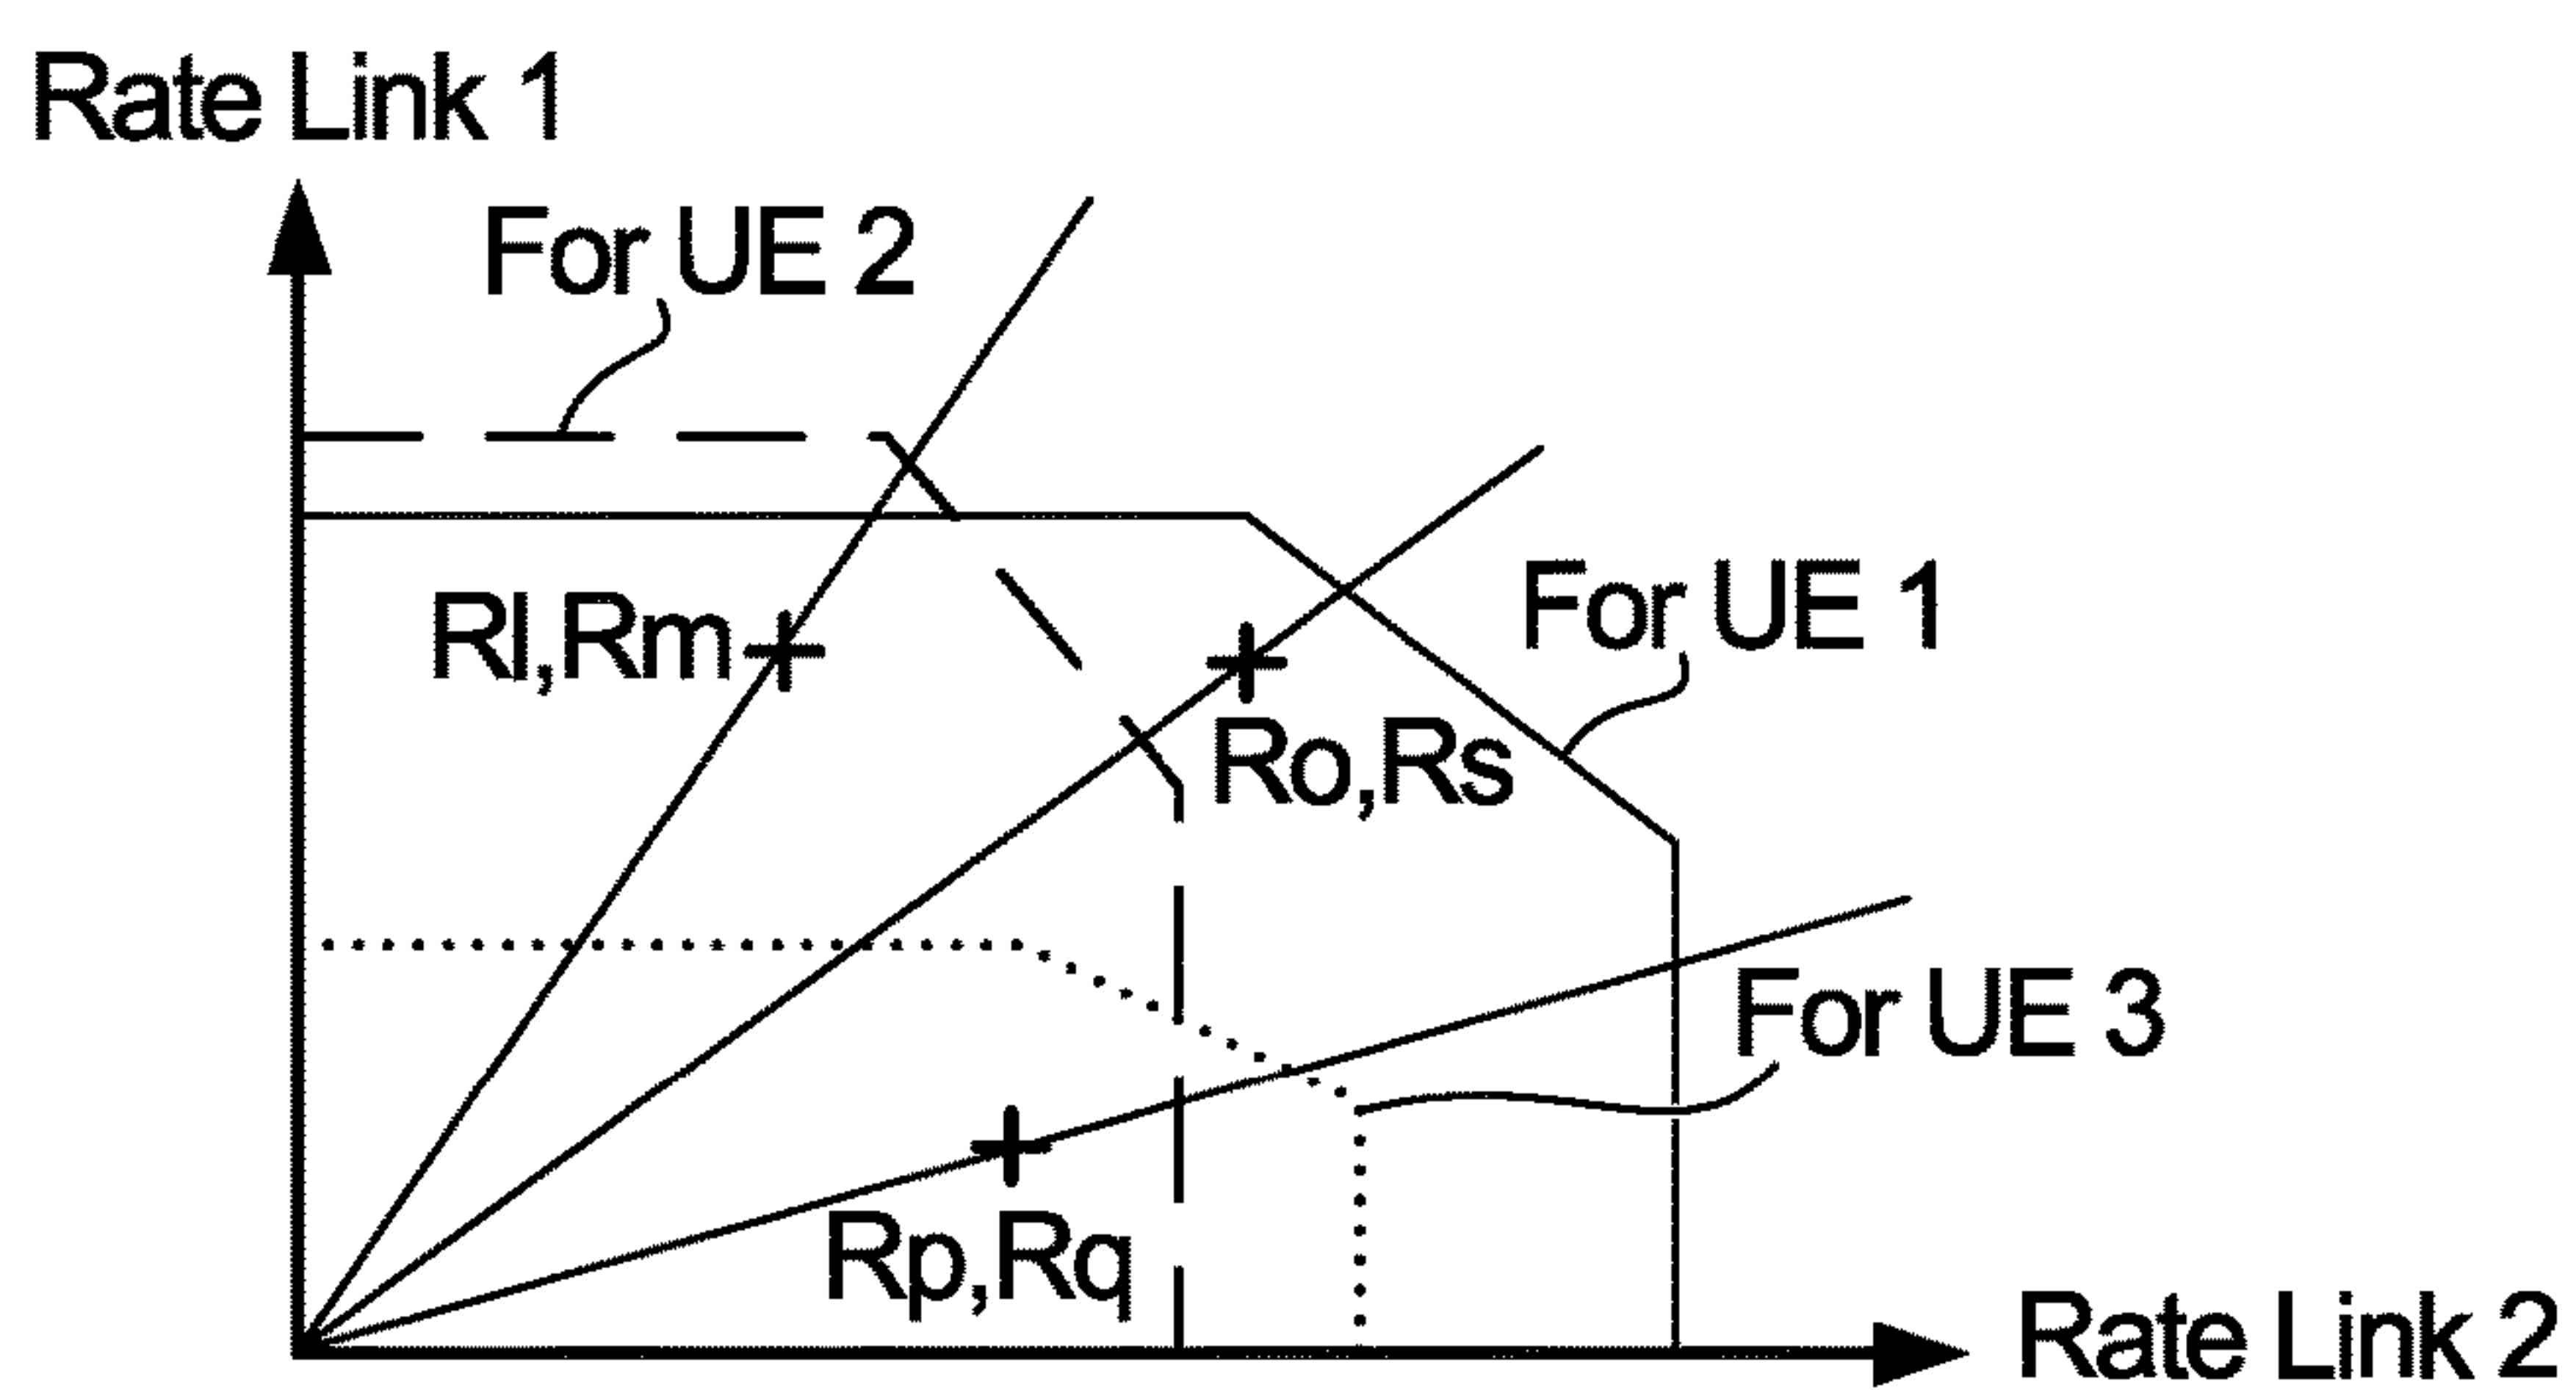 Rate Link 1
For UE 2
For UE 1
Rl,Rm
Ro,Rs
For UE 3
Rp,Rq
Rate Link 2